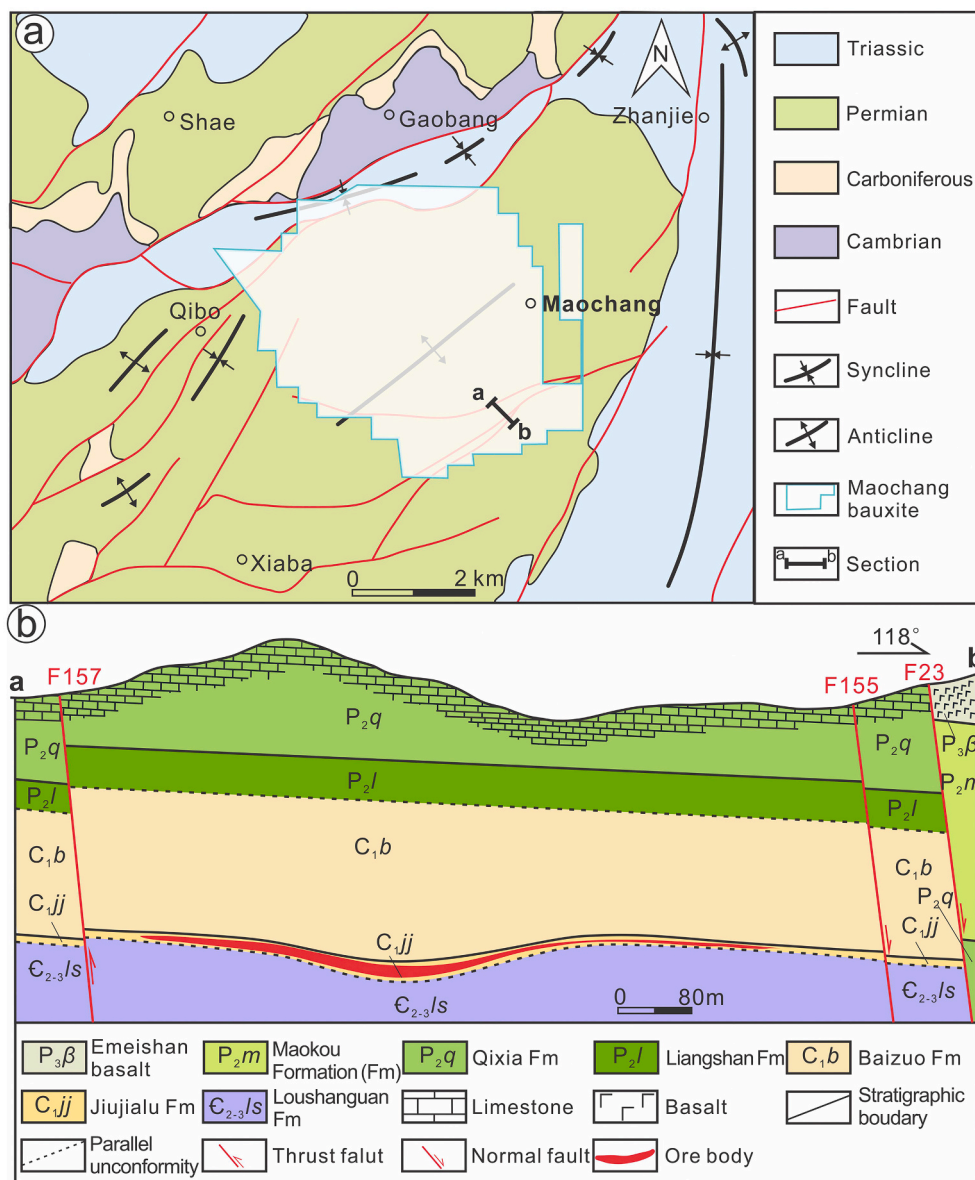 a
N
Shae
Gaobang
Zhanjie
Qibo
Maochang
a
b
Xiaba
0 2 km
Triassic
Permian
Carboniferous
Cambrian
Fault
Syncline
Anticline
Maochang
bauxite
a b
Section
b
118°
a
F157
F155
F23
b
P₂q
P₂q
P₂q
P₃β
P₂l
P₂l
P₂l
P₂m
C₁b
C₁b
C₁b
P₂q
C₁jj
C₁jj
C₁jj
Є₂₋₃ls
Є₂₋₃ls
Є₂₋₃ls
0 80m
P₃β Emeishan
basalt
P₂m Maokou
Formation (Fm)
P₂q Qixia Fm
P₂l Liangshan Fm
C₁b Baizuo Fm
C₁jj Jiujialu Fm
Є₂₋₃ls Loushanguan
Fm
Limestone
Basalt
Stratigraphic
boudary
Parallel
unconformity
Thrust falut
Normal fault
Ore body